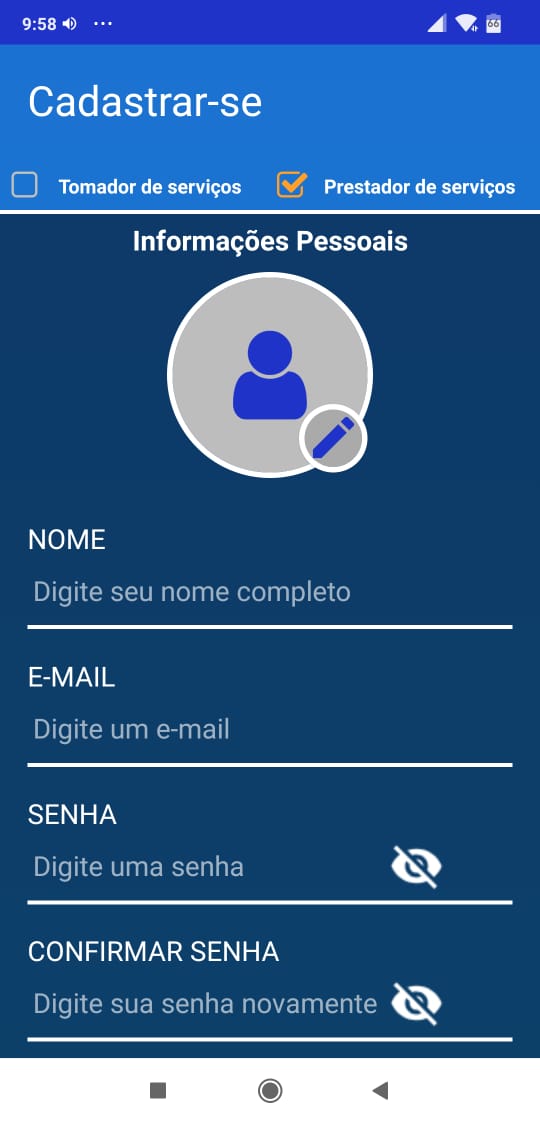 9:58
66
Cadastrar-se
Tomador de serviços Prestador de serviços
Informações Pessoais
NOME
Digite seu nome completo
E-MAIL
Digite um e-mail
SENHA
Digite uma senha
CONFIRMAR SENHA
Digite sua senha novamente